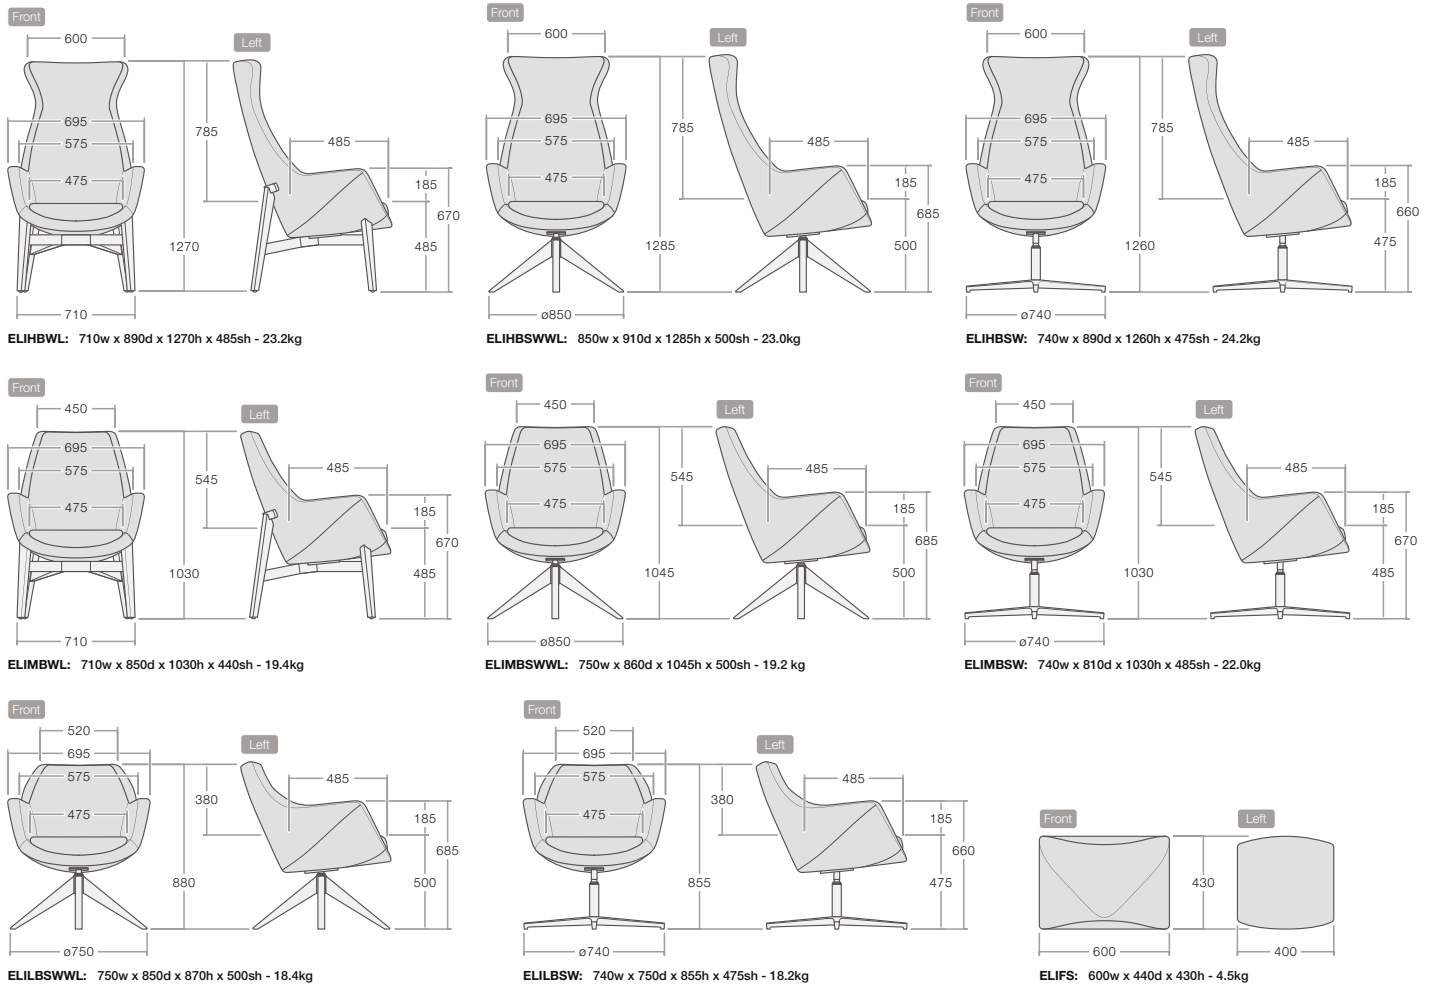 Front
600
Left
695
785
575
485
475
185
670
1270
485
710
ELIHBWL: 710w x 890d x 1270h x 485sh - 23.2kg
Front
600
Left
695
785
575
485
475
185
685
1285
500
ø850
ELIHBSWWL: 850w x 910d x 1285h x 500sh - 23.0kg
Front
600
Left
695
785
575
485
475
185
660
1260
475
ø740
ELIHBSW: 740w x 890d x 1260h x 475sh - 24.2kg
Front
450
Left
695
575
485
545
475
185
670
1030
485
710
ELIMBWL: 710w x 850d x 1030h x 440sh - 19.4kg
Front
450
Left
695
575
485
545
475
185
685
1045
500
ø850
ELIMBSWWL: 750w x 860d x 1045h x 500sh - 19.2 kg
Front
450
Left
695
575
485
545
475
185
670
1030
485
ø740
ELIMBSW: 740w x 810d x 1030h x 485sh - 22.0kg
Front
520
Left
695
575
485
380
475
185
685
880
500
ø750
ELILBSWWL: 750w x 850d x 870h x 500sh - 18.4kg
Front
520
Left
695
575
485
380
475
185
660
855
475
ø740
ELILBSW: 740w x 750d x 855h x 475sh - 18.2kg
Front
Left
430
600
400
ELIFS: 600w x 440d x 430h - 4.5kg